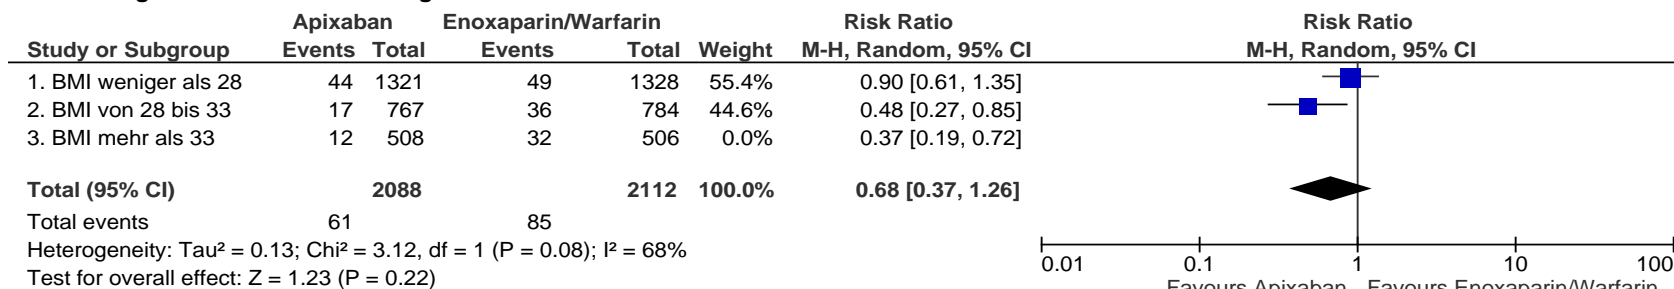 Apixaban Enoxaparin/Warfarin Risk Ratio Risk Ratio
Study or Subgroup Events Total Events Total Weight M-H, Random, 95% CI M-H, Random, 95% CI
1. BMI weniger als 28 44 1321 49 1328 55.4% 0.90 [0.61, 1.35]
2. BMI von 28 bis 33 17 767 36 784 44.6% 0.48 [0.27, 0.85]
3. BMI mehr als 33 12 508 32 506 0.0% 0.37 [0.19, 0.72]
Total (95% CI) 2088 2112 100.0% 0.68 [0.37, 1.26]
Total events 61 85
Heterogeneity: Tau² = 0.13; Chi² = 3.12, df = 1 (P = 0.08); I² = 68%
Test for overall effect: Z = 1.23 (P = 0.22)
0.01 0.1 1 10 100
Favours Apixaban Favours Enoxaparin/Warfarin